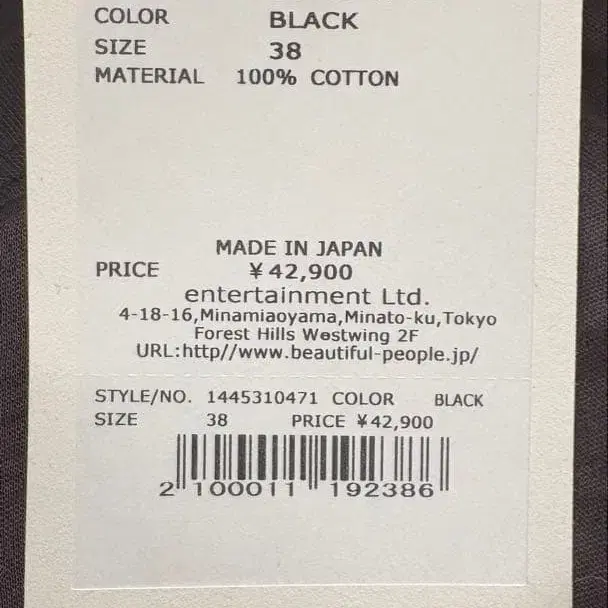 COLOR BLACK
SIZE 38
MATERIAL 100% COTTON
MADE IN JAPAN
PRICE ¥42,900
entertainment Ltd.
4-18-16,Minamiaoyama,Minato-ku,Tokyo
Forest Hills Westwing 2F
URL:http//www.beautiful-people.jp/
STYLE/NO. 1445310471 COLOR BLACK
SIZE 38 PRICE ¥42,900
2 100011 192386